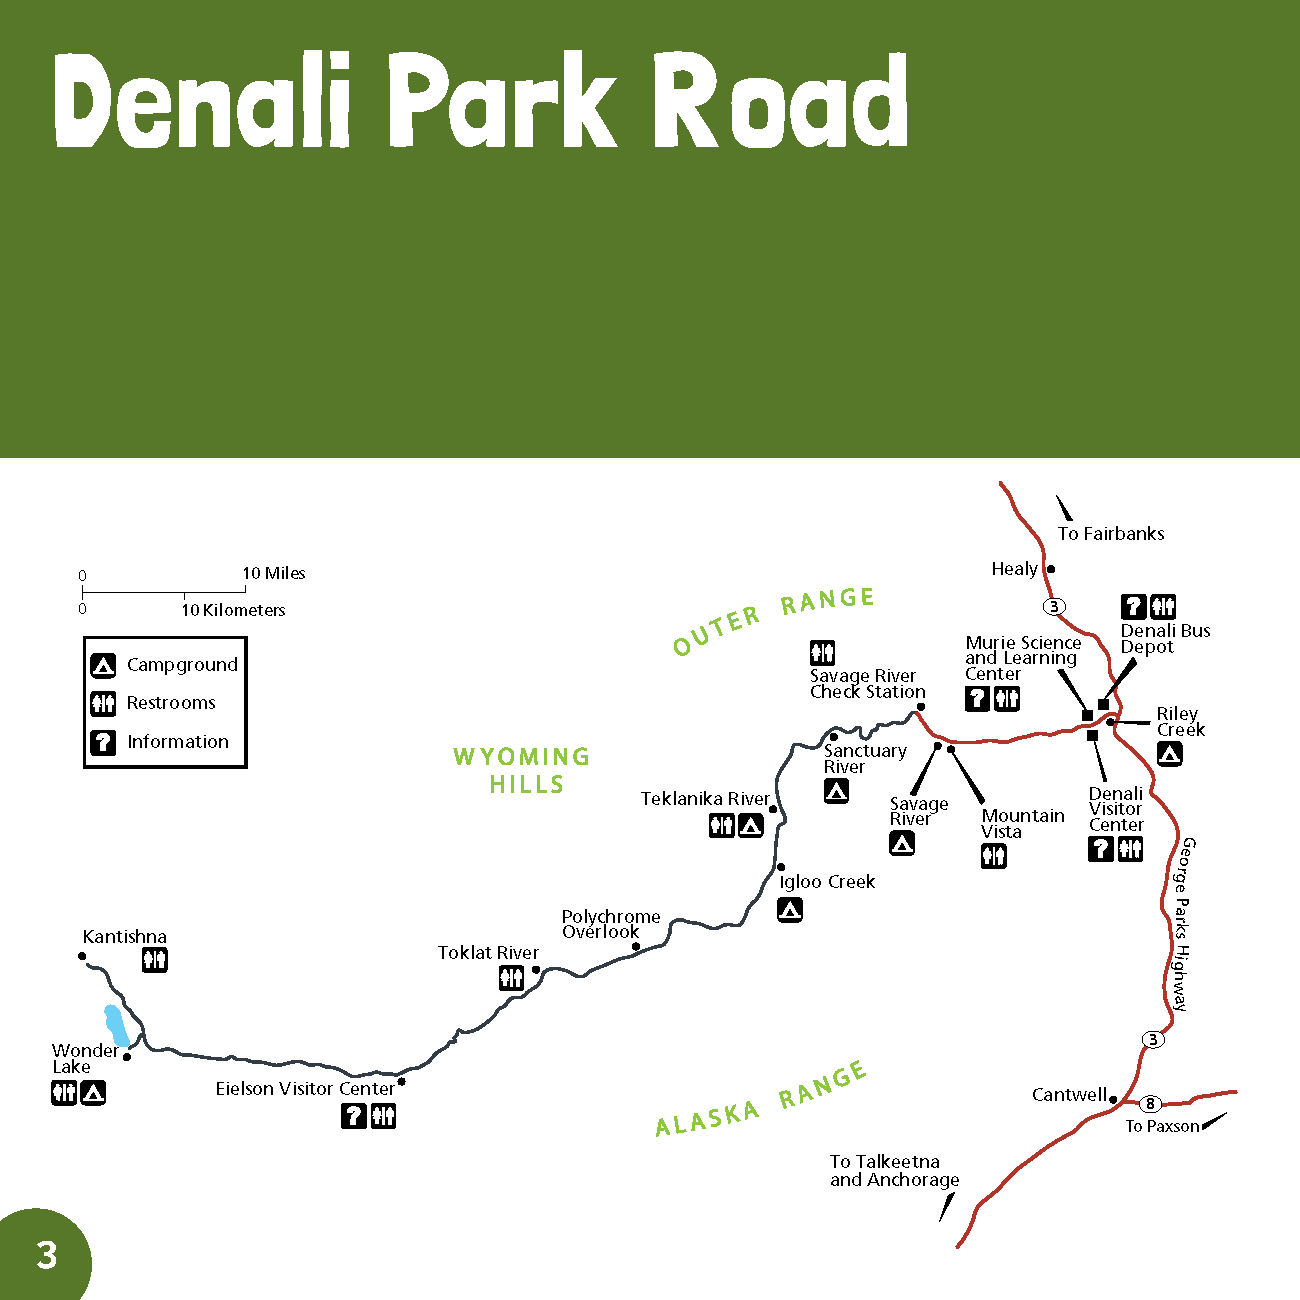 Denali Park Road
To Fairbanks
Healy
3
0
10 Miles
0
10 Kilometers
Campground
Restrooms
Information
OUTER RANGE
Denali Bus
Depot
Murie Science
and Learning
Center
Savage River
Check Station
Riley
Creek
WYOMING
HILLS
Sanctuary
River
Teklanika River
Savage
River
Mountain
Vista
Denali
Visitor
Center
George Parks Highway
Igloo Creek
Polychrome
Overlook
Toklat River
Kantishna
Wonder
Lake
Eielson Visitor Center
ALASKA RANGE
3
Cantwell
8
To Paxson
To Talkeetna
and Anchorage
3